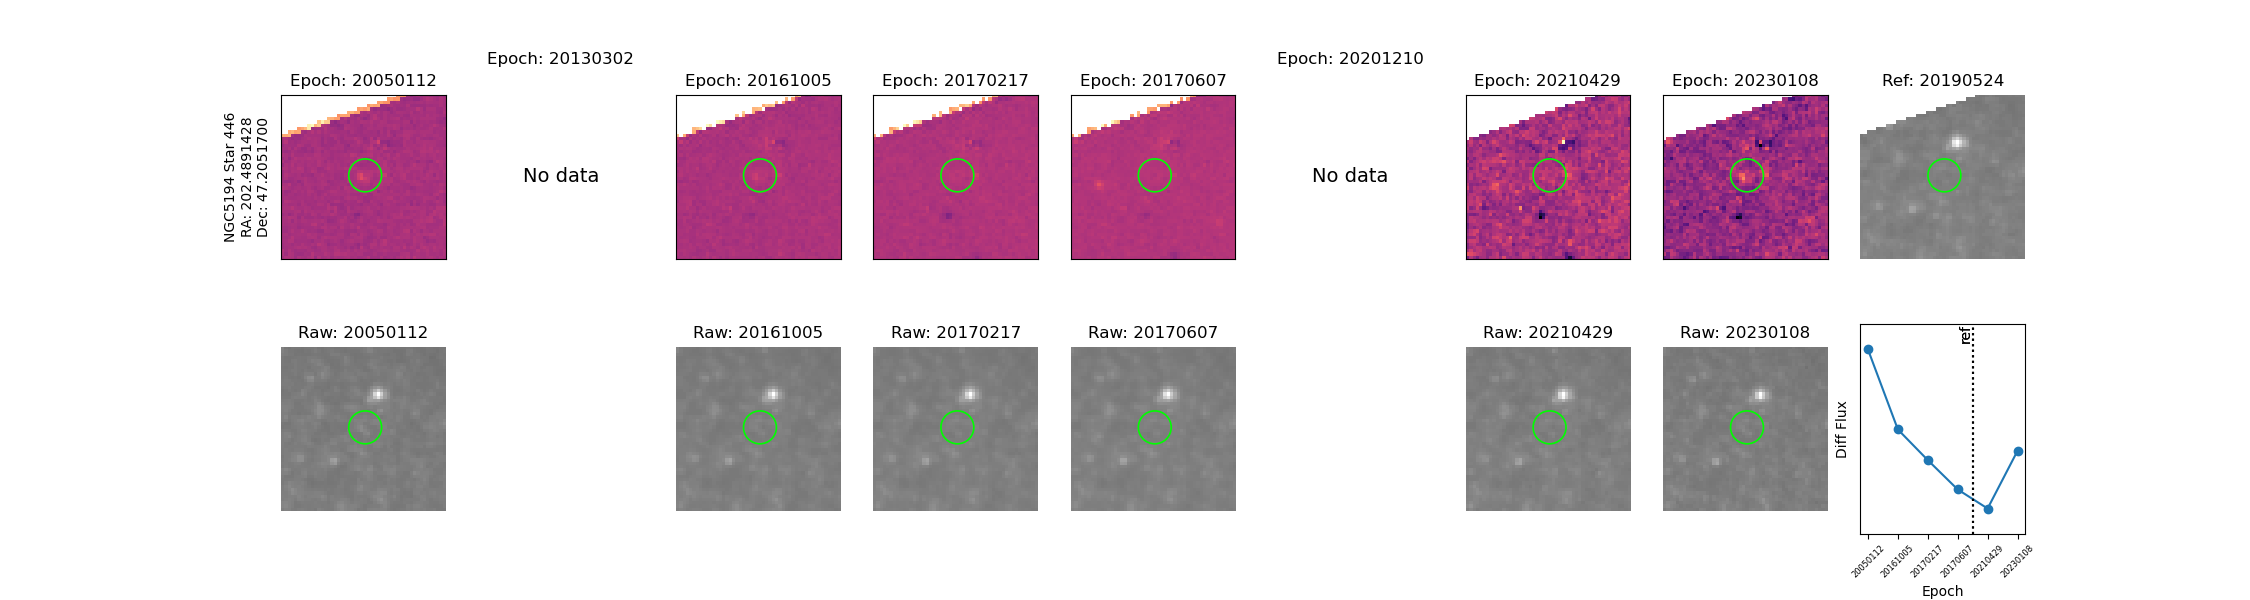 Epoch: 20130302
Epoch: 20201210
Epoch: 20050112
Epoch: 20161005
Epoch: 20170217
Epoch: 20170607
Epoch: 20210429
Epoch: 20230108
Ref: 20190524
NGC5194 Star 446
RA: 202.4891428
Dec: 47.2051700
No data
No data
Raw: 20050112
Raw: 20161005
Raw: 20170217
Raw: 20170607
Raw: 20210429
Raw: 20230108
ref
Diff Flux
20050112
20161005
20170217
20170607
20210429
20230108
Epoch